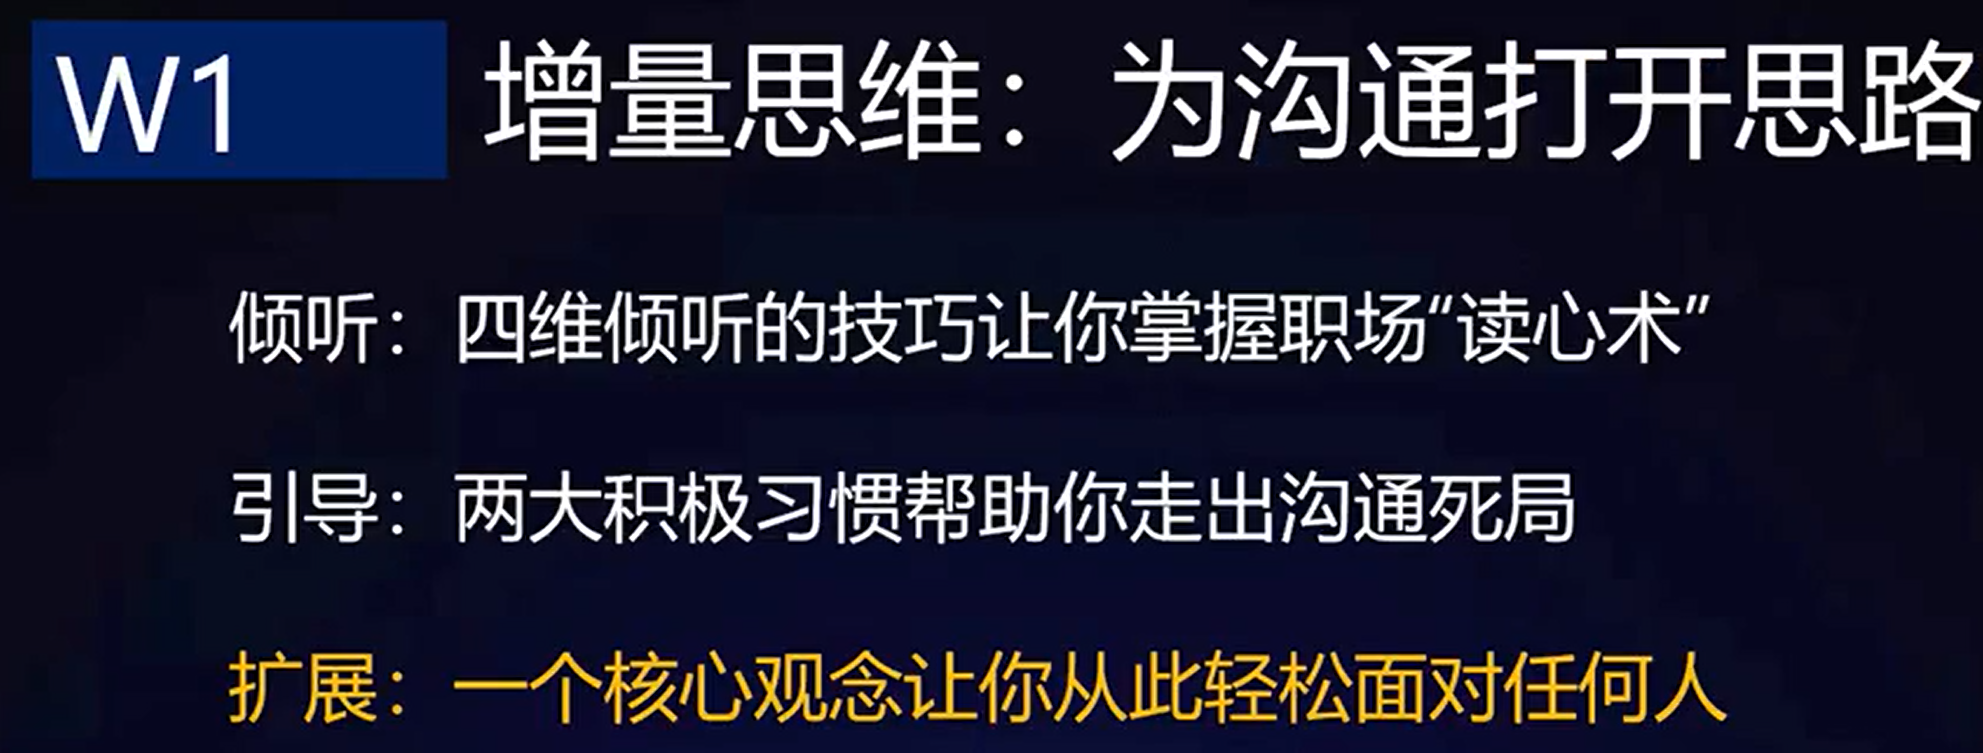 W1 增量思维：为沟通打开思路
倾听：四维倾听的技巧让你掌握职场“读心术”
引导：两大积极习惯帮助你走出沟通死局
扩展：一个核心观念让你从此轻松面对任何人